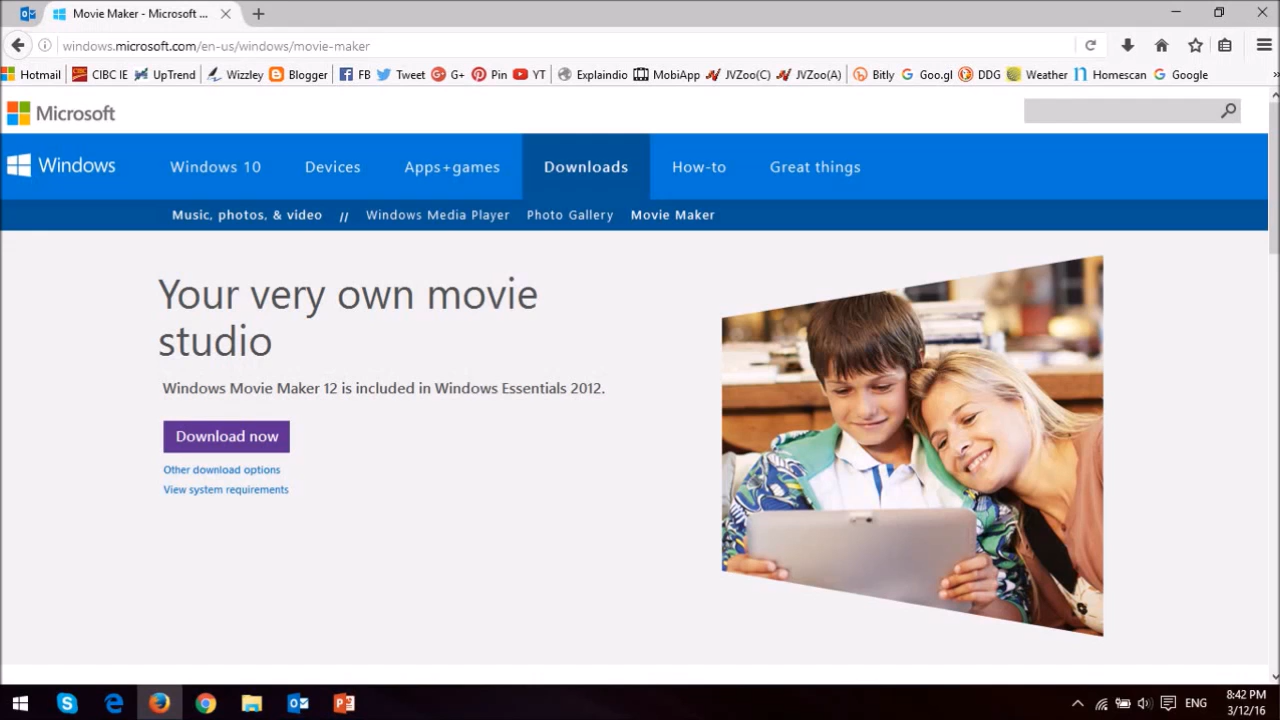 Movie Maker - Microsoft ...
windows.microsoft.com/en-us/windows/movie-maker
Hotmail CIBC IE UpTrend Wizzley Blogger FB Tweet G+ Pin YT Explaindio MobiApp JVZoo(C) JVZoo(A) Bitly Goo.gl DDG Weather Homescan Google
Microsoft
Windows Windows 10 Devices Apps+games Downloads How-to Great things
Music, photos, & video // Windows Media Player Photo Gallery Movie Maker
Your very own movie
studio
Windows Movie Maker 12 is included in Windows Essentials 2012.
Download now
Other download options
View system requirements
ENG
8:42 PM
3/12/16